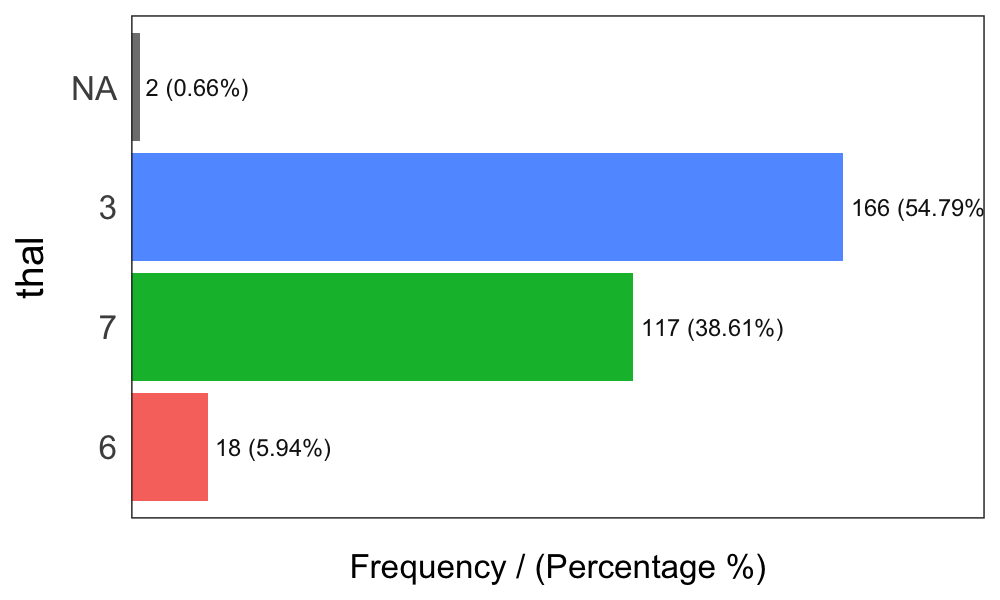 NA 2 (0.66%)
3 166 (54.79%
thal
7 117 (38.61%)
6 18 (5.94%)
Frequency / (Percentage %)